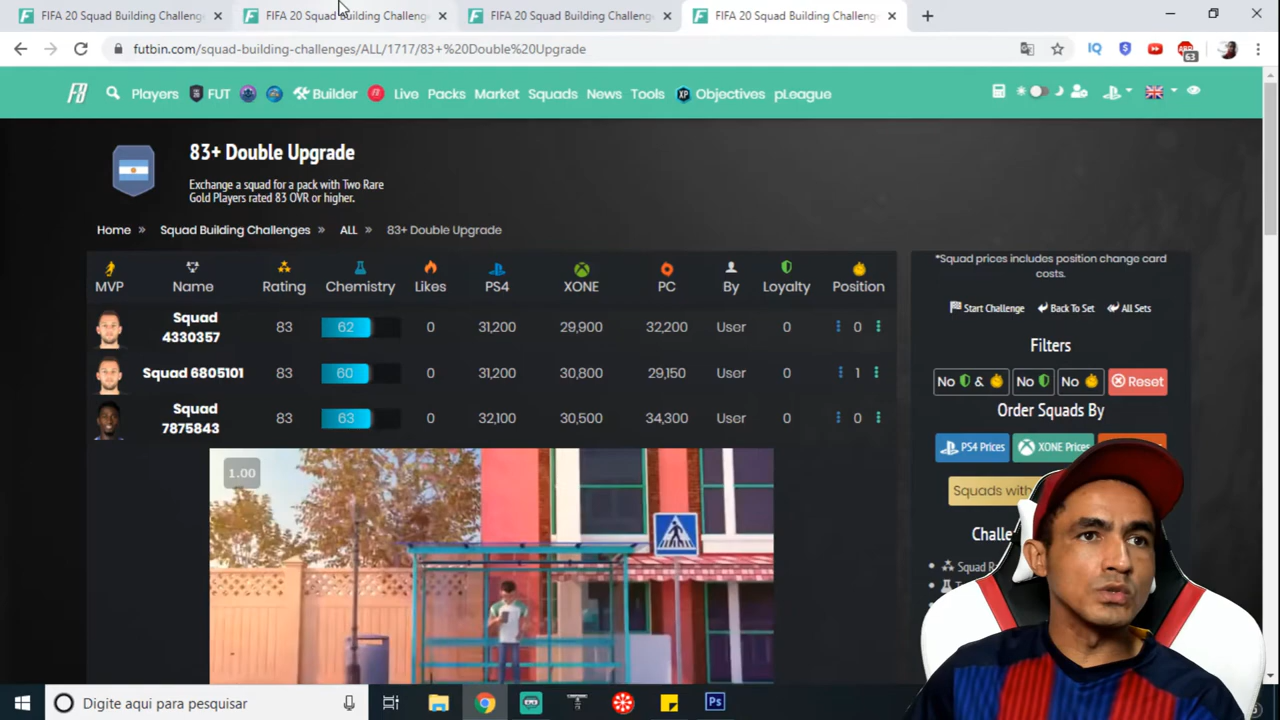 FIFA 20 Squad Building Challeng
FIFA 20 Squad Building Challeng
FIFA 20 Squad Building Challeng
FIFA 20 Squad Building Challeng
futbin.com/squad-building-challenges/ALL/1717/83+%20Double%20Upgrade
IQ
63
F8
Players
FUT
Builder
Live
Packs
Market
Squads
News
Tools
XP
Objectives
pLeague
83+ Double Upgrade
Exchange a squad for a pack with Two Rare
Gold Players rated 83 OVR or higher.
Home » Squad Building Challenges » ALL » 83+ Double Upgrade
MVP Name Rating Chemistry Likes PS4 XONE PC By Loyalty Position
Squad
4330357
83 62 0 31,200 29,900 32,200 User 0 0
Squad 6805101 83 60 0 31,200 30,800 29,150 User 0 1
Squad
7875843
83 63 0 32,100 30,500 34,300 User 0 0
1.00
*Squad prices includes position change card
costs.
Start Challenge Back To Set All Sets
Filters
No & No No Reset
Order Squads By
PS4 Prices XONE Prices
Squads with
Challe
Squad R
Digite aqui para pesquisar
Ps